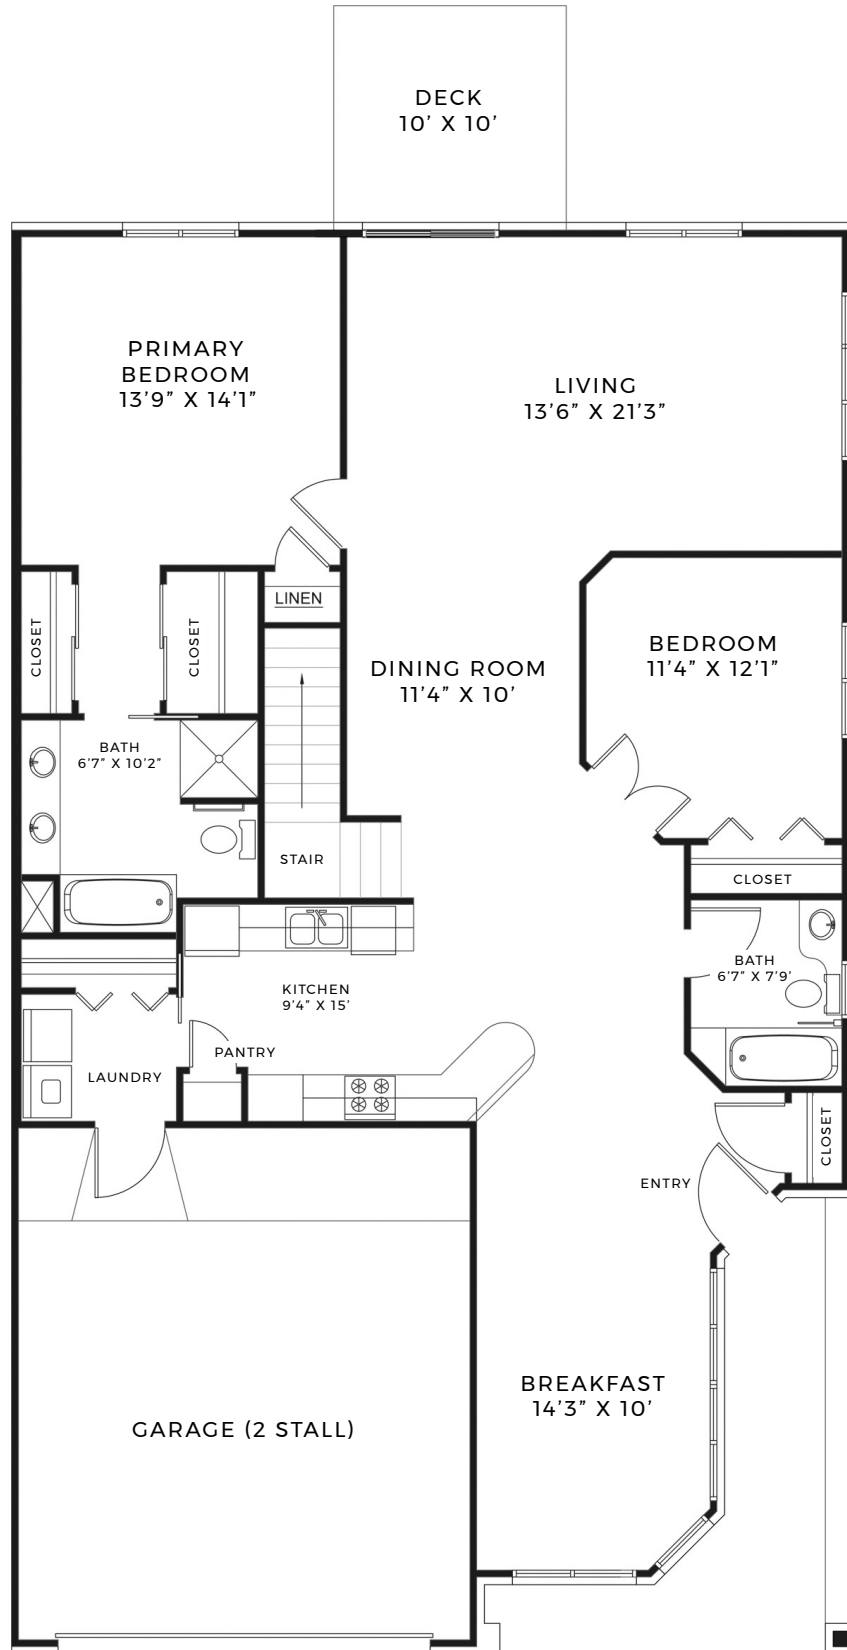 DECK
10’ X 10’
PRIMARY
BEDROOM
13’9” X 14’1”
LIVING
13’6” X 21’3”
LINEN
CLOSET
CLOSET
DINING ROOM
11’4” X 10’
BEDROOM
11’4” X 12’1”
BATH
6’7” X 10’2”
STAIR
CLOSET
BATH
6’7” X 7’9’
KITCHEN
9’4” X 15’
PANTRY
LAUNDRY
CLOSET
ENTRY
BREAKFAST
14’3” X 10’
GARAGE (2 STALL)